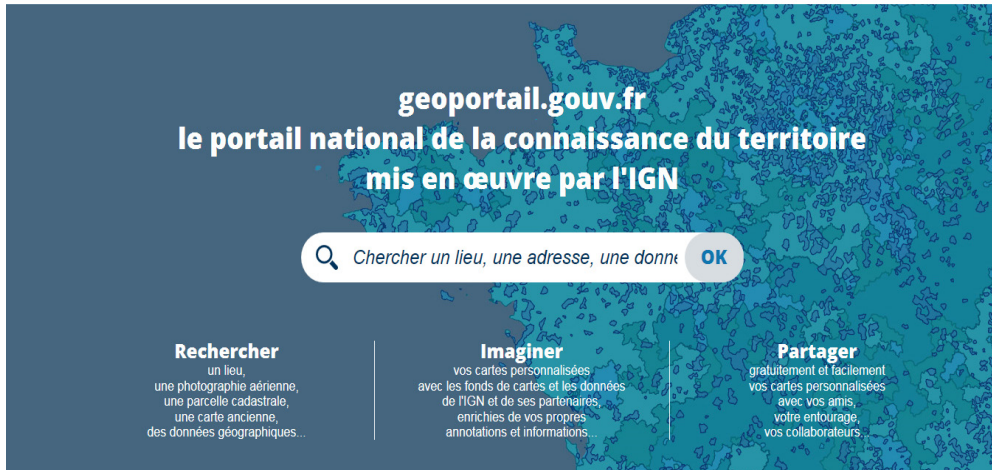 geoportail.gouv.fr
le portail national de la connaissance du territoire
mis en œuvre par l'IGN
Chercher un lieu, une adresse, une donné
OK
Rechercher
un lieu,
une photographie aérienne,
une parcelle cadastrale,
une carte ancienne,
des données géographiques...
Imaginer
vos cartes personnalisées
avec les fonds de cartes et les données
de l'IGN et de ses partenaires,
enrichies de vos propres
annotations et informations...
Partager
gratuitement et facilement
vos cartes personnalisées
avec vos amis,
votre entourage,
vos collaborateurs...